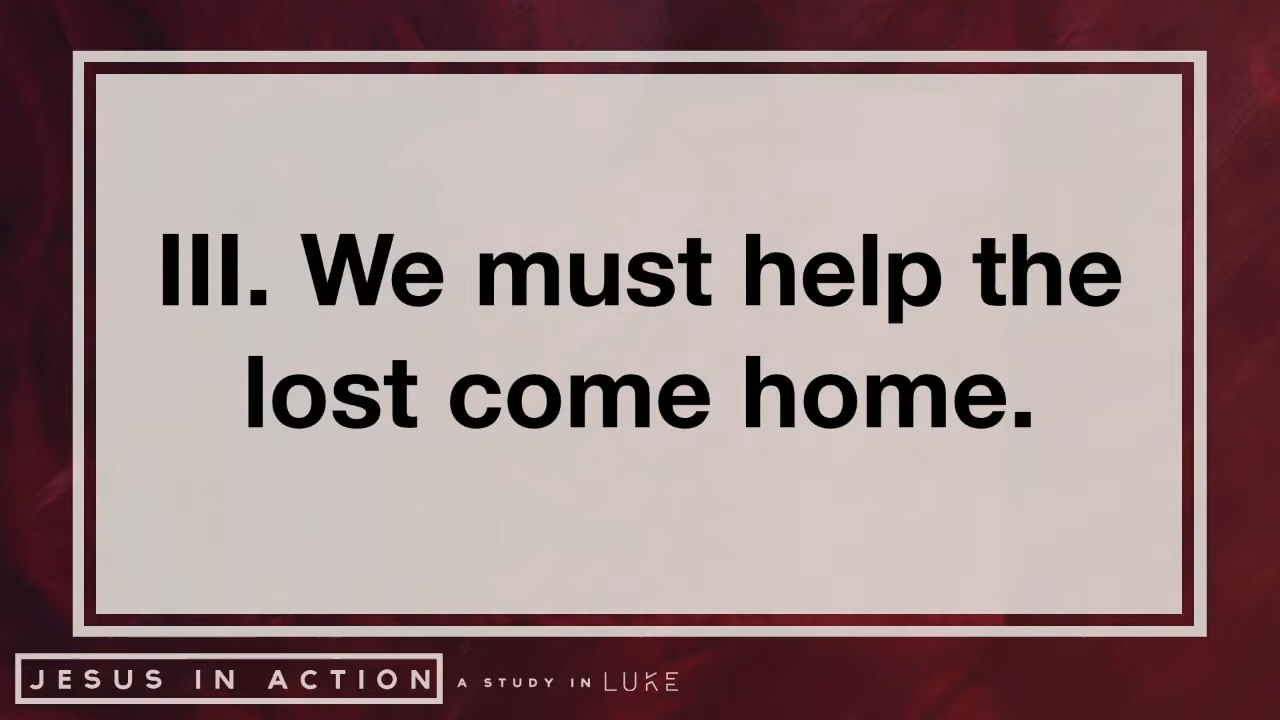 III. We must help the
lost come home.
JESUS IN ACTION A STUDY IN LUKE